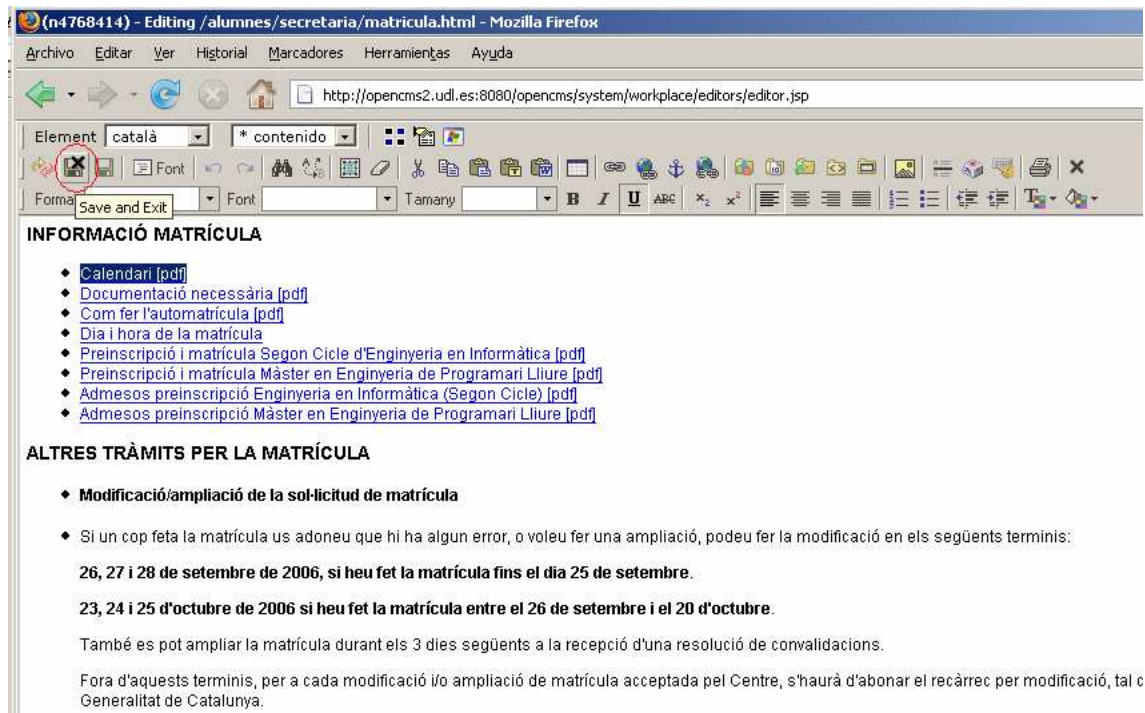 (n4768414) - Editing /alumnes/secretaria/matricula.html - Mozilla Firefox
Archivo Editar Ver Historial Marcadores Herramientas Ayuda
http://opencms2.udl.es:8080/opencms/system/workplace/editors/editor.jsp
Element català * contenido
Font
Forma Font Tamany B I U ABC x₂ x²
Save and Exit
INFORMACIÓ MATRÍCULA
Calendari [pdf]
Documentació necessària [pdf]
Com fer l'automatrícula [pdf]
Dia i hora de la matrícula
Preinscripció i matrícula Segon Cicle d'Enginyeria en Informàtica [pdf]
Preinscripció i matrícula Màster en Enginyeria de Programari Lliure [pdf]
Admesos preinscripció Enginyeria en Informàtica (Segon Cicle) [pdf]
Admesos preinscripció Màster en Enginyeria de Programari Lliure [pdf]
ALTRES TRÀMITS PER LA MATRÍCULA
Modificació/ampliació de la sol·licitud de matrícula
Si un cop feta la matrícula us adoneu que hi ha algun error, o voleu fer una ampliació, podeu fer la modificació en els següents terminis:
26, 27 i 28 de setembre de 2006, si heu fet la matrícula fins el dia 25 de setembre.
23, 24 i 25 d'octubre de 2006 si heu fet la matrícula entre el 26 de setembre i el 20 d'octubre.
També es pot ampliar la matrícula durant els 3 dies següents a la recepció d'una resolució de convalidacions.
Fora d'aquests terminis, per a cada modificació i/o ampliació de matrícula acceptada pel Centre, s'haurà d'abonar el recàrrec per modificació, tal c
Generalitat de Catalunya.